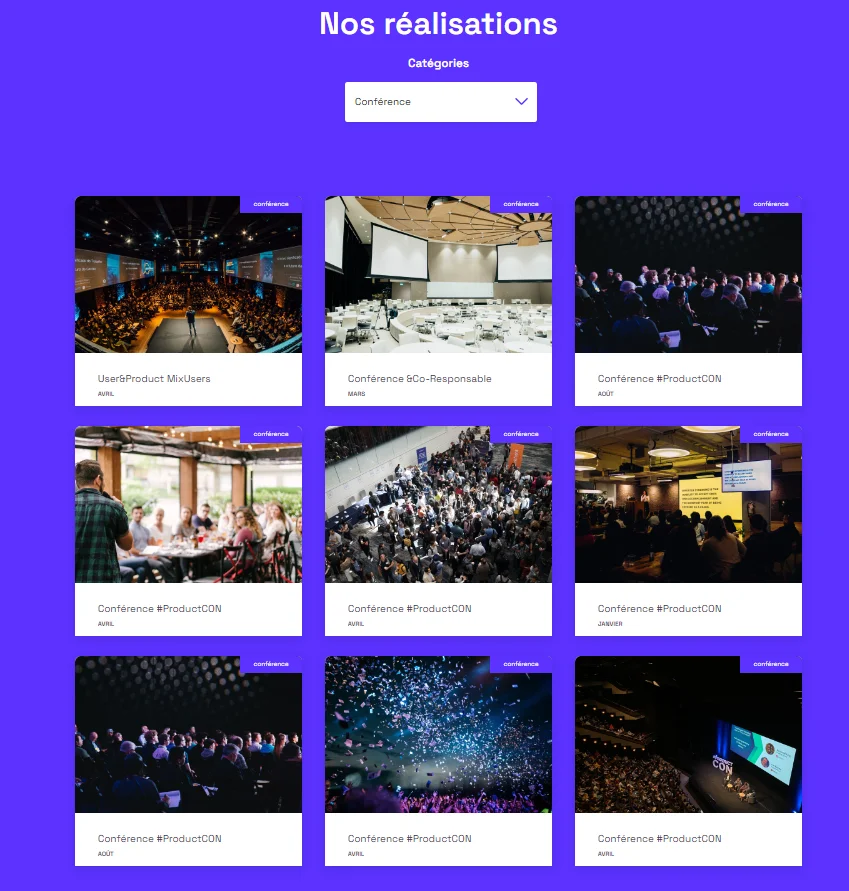 Nos réalisations
Catégories
Conférence
conférence
conférence
conférence
User&Product MixUsers
AVRIL
Conférence &Co-Responsable
MARS
Conférence #ProductCON
AOÛT
conférence
conférence
conférence
Conférence #ProductCON
AVRIL
Conférence #ProductCON
AVRIL
Conférence #ProductCON
JANVIER
conférence
conférence
CON
Conférence #ProductCON
AOÛT
Conférence #ProductCON
AVRIL
Conférence #ProductCON
AVRIL